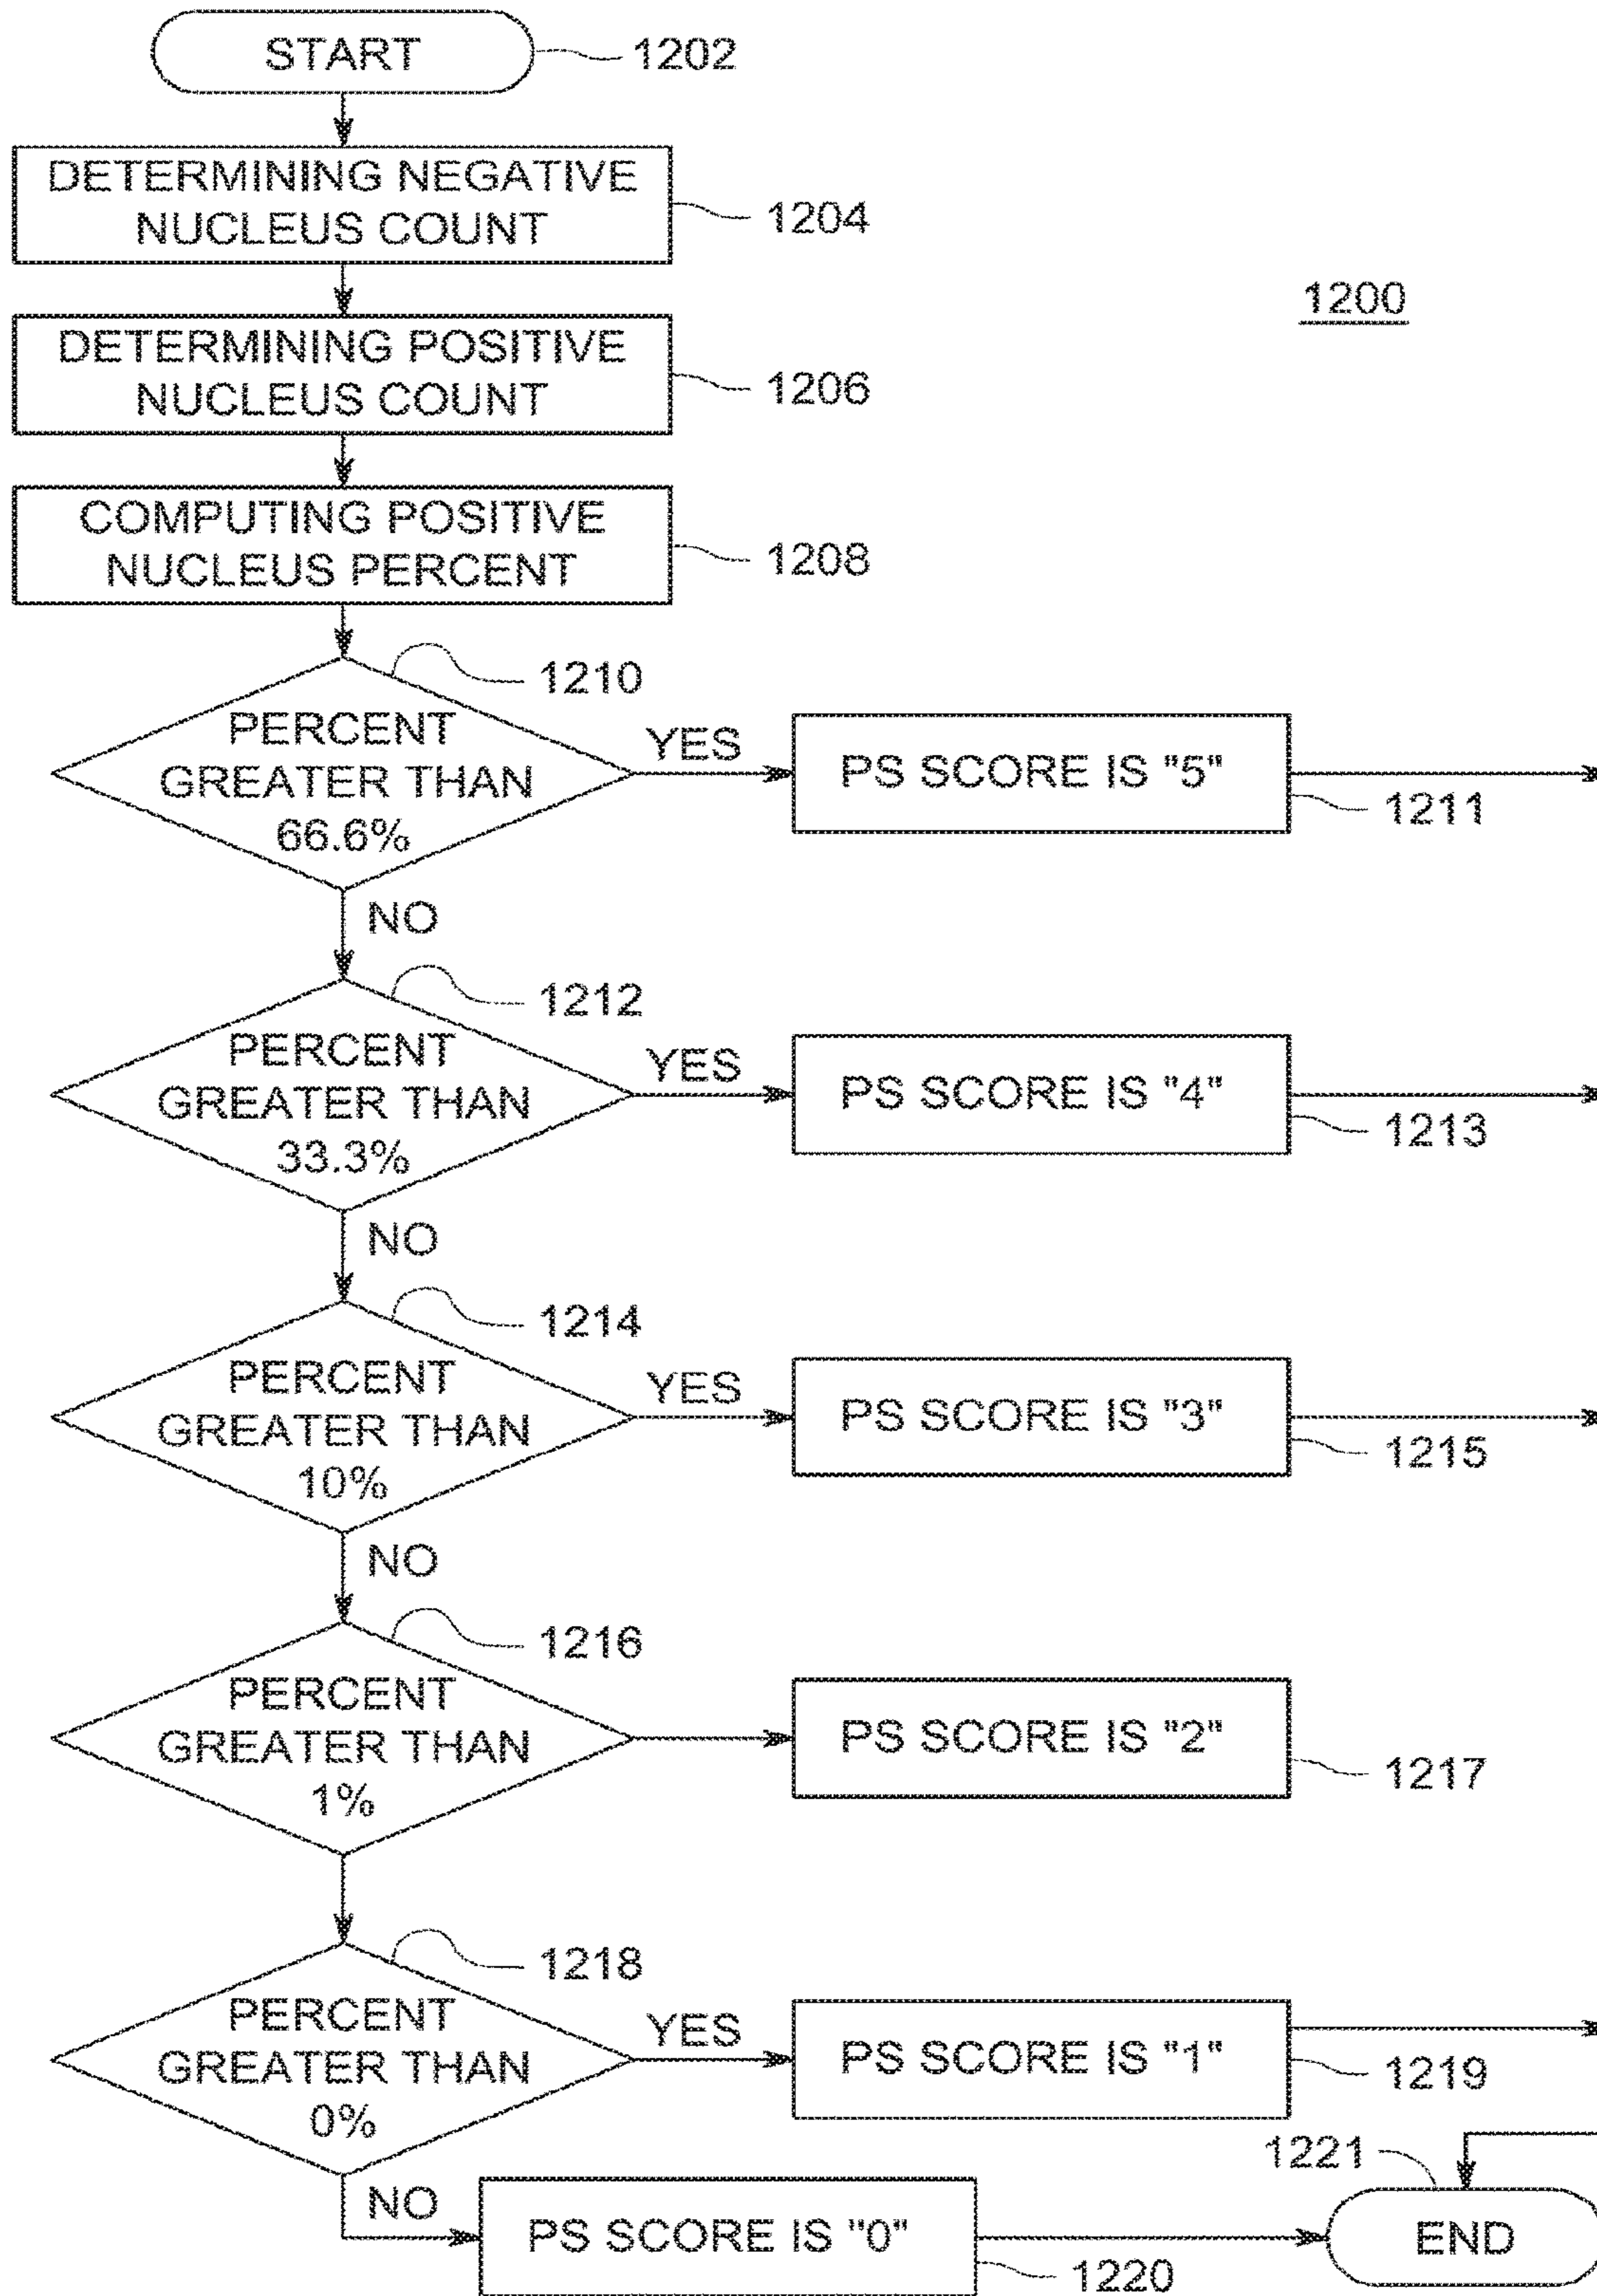 START
1202
DETERMINING NEGATIVE
NUCLEUS COUNT
1204
1200
DETERMINING POSITIVE
NUCLEUS COUNT
1206
COMPUTING POSITIVE
NUCLEUS PERCENT
1208
1210
PERCENT
GREATER THAN
66.6%
YES
PS SCORE IS "5"
1211
NO
1212
PERCENT
GREATER THAN
33.3%
YES
PS SCORE IS "4"
1213
NO
1214
PERCENT
GREATER THAN
10%
YES
PS SCORE IS "3"
1215
NO
1216
PERCENT
GREATER THAN
1%
PS SCORE IS "2"
1217
1218
PERCENT
GREATER THAN
0%
YES
PS SCORE IS "1"
1219
NO
PS SCORE IS "0"
1220
1221
END